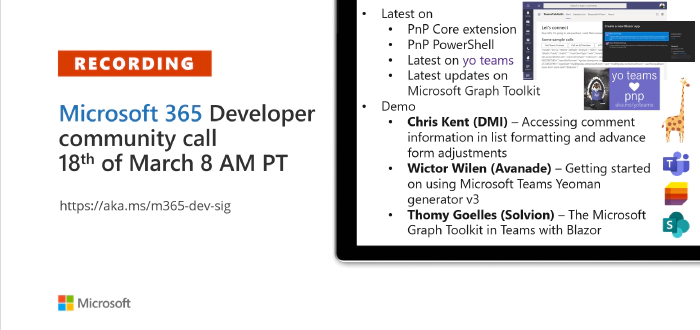 RECORDING
Microsoft 365 Developer
community call
18th of March 8 AM PT
https://aka.ms/m365-dev-sig
Microsoft
• Latest on
• PnP Core extension
• PnP PowerShell
• Latest on yo teams
• Latest updates on
Microsoft Graph Toolkit
• Demo
• Chris Kent (DMI) – Accessing comment
information in list formatting and advance
form adjustments
• Wictor Wilen (Avanade) – Getting started
on using Microsoft Teams Yeoman
generator v3
• Thomy Goelles (Solvion) – The Microsoft
Graph Toolkit in Teams with Blazor
Let's connect
yo teams
pnp